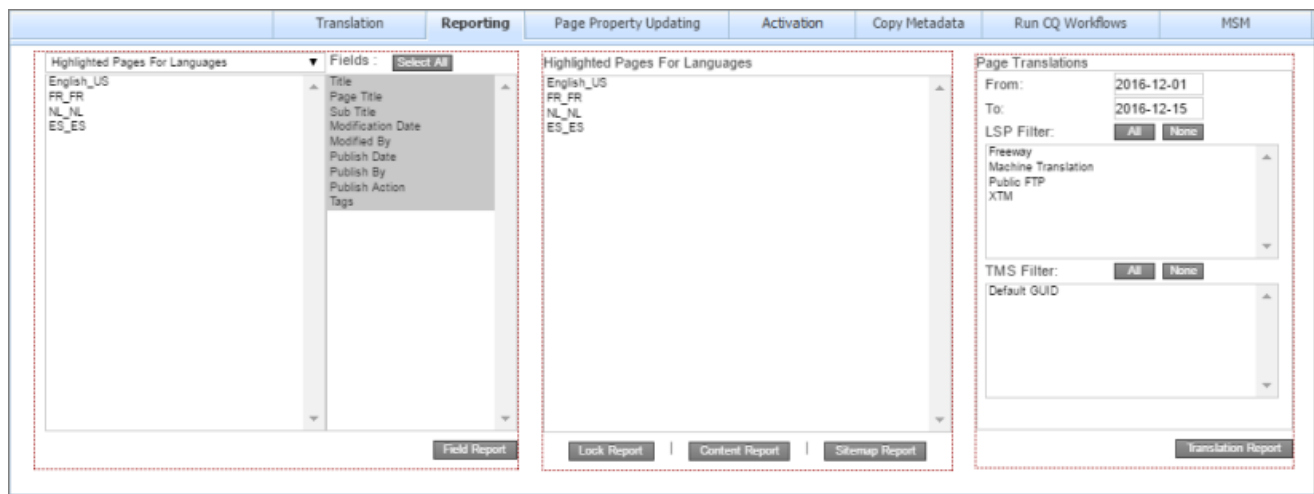 Translation Reporting Page Property Updating Activation Copy Metadata Run CQ Workflows MSM
Highlighted Pages For Languages ▼
English_US
FR_FR
NL_NL
ES_ES
Fields : Select All
Title
Page Title
Sub Title
Modification Date
Modified By
Publish Date
Publish By
Publish Action
Tags
Field Report
Highlighted Pages For Languages
English_US
FR_FR
NL_NL
ES_ES
Lock Report | Content Report | Sitemap Report
Page Translations
From: 2016-12-01
To: 2016-12-15
LSP Filter: All None
Freeway
Machine Translation
Public FTP
XTM
TMS Filter: All None
Default GUID
Translation Report